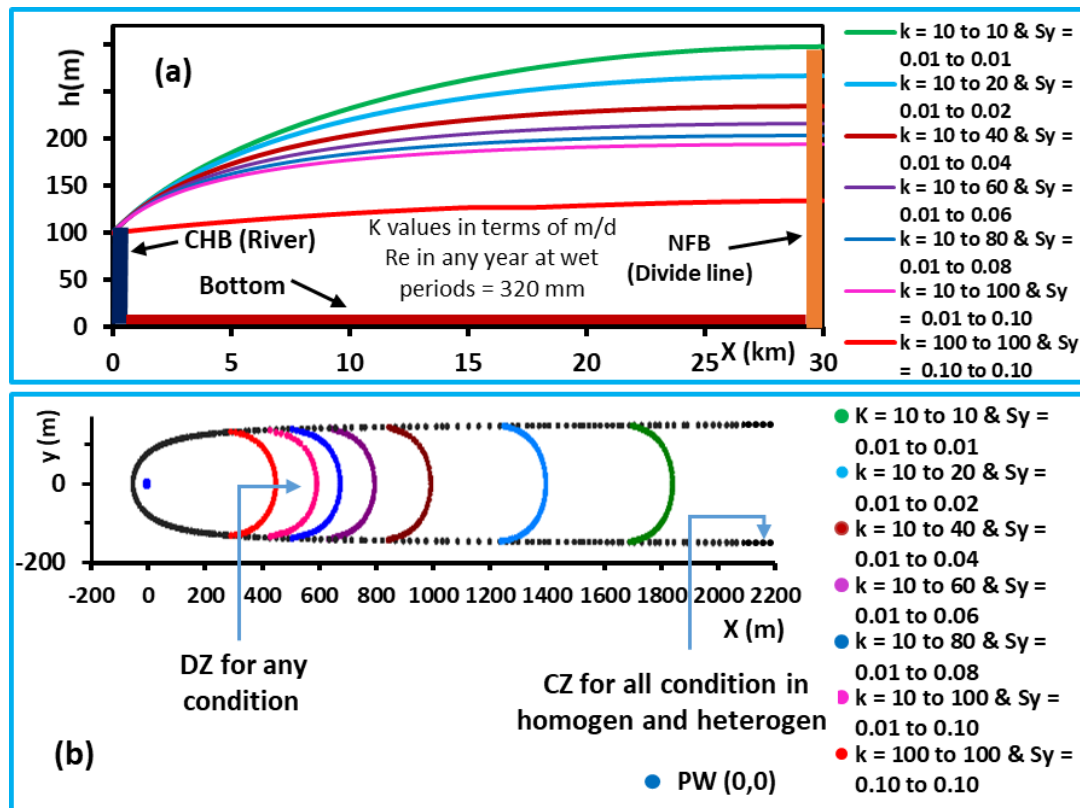 (a)
h(m)
200
150
100
50
0
CHB (River)
Bottom
K values in terms of m/d
Re in any year at wet
periods = 320 mm
NFB
(Divide line)
0 5 10 15 20 25 30
X (km)
k = 10 to 10 & Sy =
0.01 to 0.01
k = 10 to 20 & Sy =
0.01 to 0.02
k = 10 to 40 & Sy =
0.01 to 0.04
k = 10 to 60 & Sy =
0.01 to 0.06
k = 10 to 80 & Sy =
0.01 to 0.08
k = 10 to 100 & Sy
= 0.01 to 0.10
k = 100 to 100 & Sy
= 0.10 to 0.10
y (m)
0
-200
-200 0 200 400 600 800 1000 1200 1400 1600 1800 2000 2200
X (m)
DZ for any
condition
CZ for all condition in
homogen and heterogen
(b)
PW (0,0)
K = 10 to 10 & Sy =
0.01 to 0.01
k = 10 to 20 & Sy =
0.01 to 0.02
k = 10 to 40 & Sy =
0.01 to 0.04
k = 10 to 60 & Sy =
0.01 to 0.06
k = 10 to 80 & Sy =
0.01 to 0.08
k = 10 to 100 & Sy =
0.01 to 0.10
k = 100 to 100 & Sy =
0.10 to 0.10